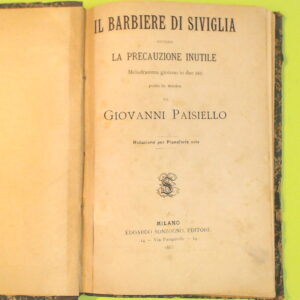 IL BARBIERE DI SIVIGLIA
LA PRECAUZIONE INUTILE
Melodramma giocoso in due atti
posto in musica
DA
GIOVANNI PAISIELLO
Riduzione per Pianoforte solo
MILANO
EDOARDO SONZOGNO, EDITORE
14 — Via Pasquirolo — 14